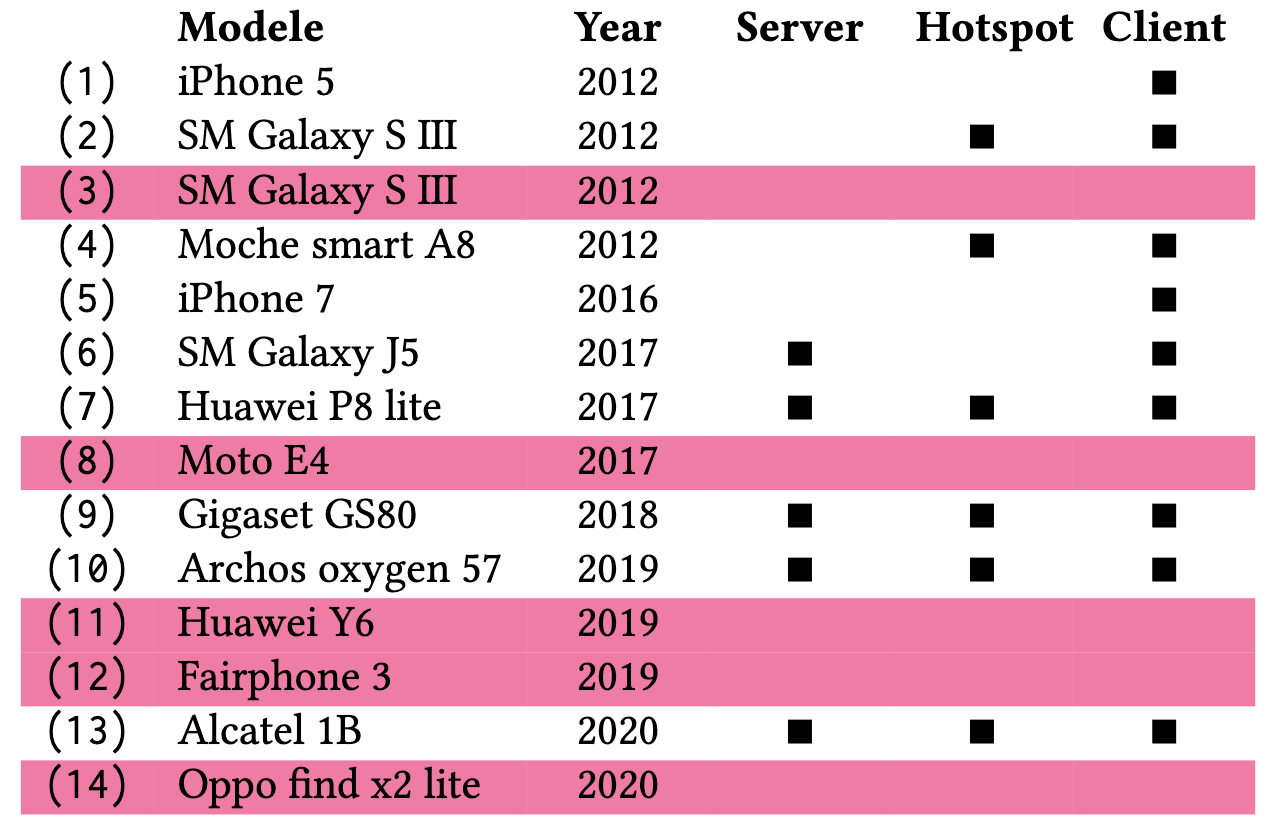 Modele Year Server Hotspot Client
(1) iPhone 5 2012 ■
(2) SM Galaxy S III 2012 ■ ■
(3) SM Galaxy S III 2012
(4) Moche smart A8 2012 ■ ■
(5) iPhone 7 2016 ■
(6) SM Galaxy J5 2017 ■ ■
(7) Huawei P8 lite 2017 ■ ■ ■
(8) Moto E4 2017
(9) Gigaset GS80 2018 ■ ■ ■
(10) Archos oxygen 57 2019 ■ ■ ■
(11) Huawei Y6 2019
(12) Fairphone 3 2019
(13) Alcatel 1B 2020 ■ ■ ■
(14) Oppo find x2 lite 2020